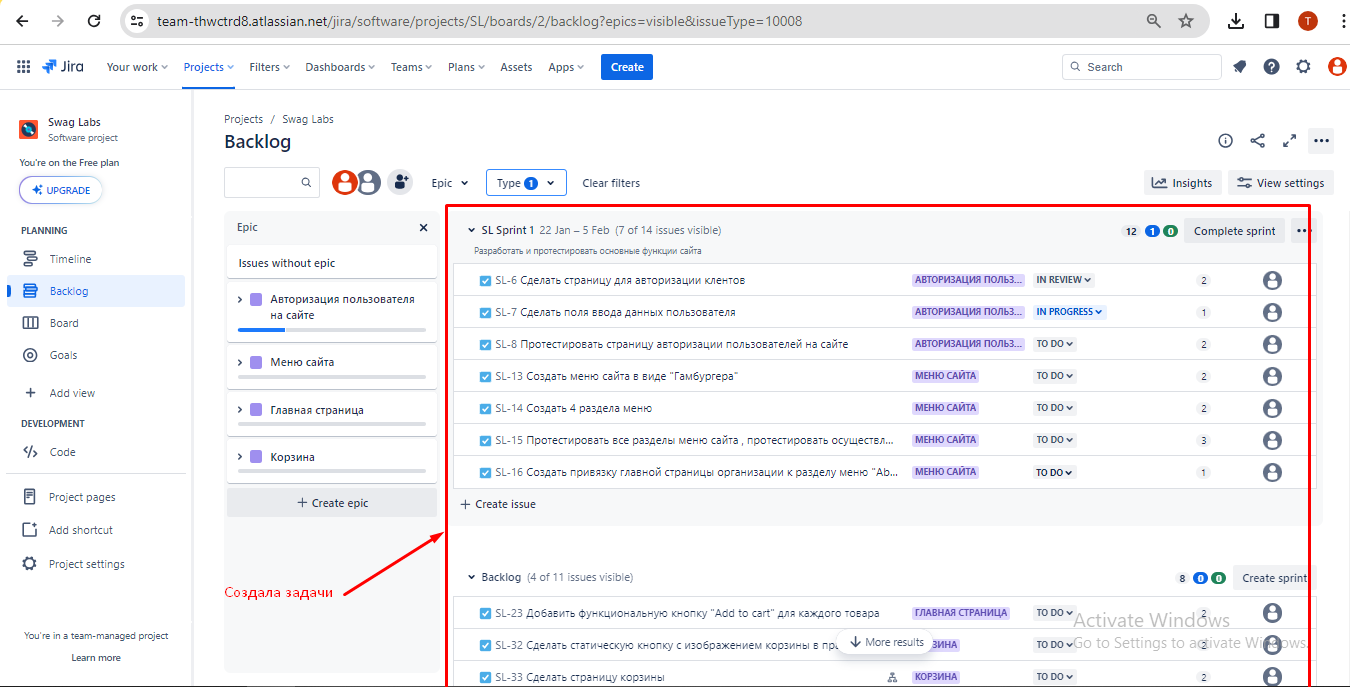 team-thwctrd8.atlassian.net/jira/software/projects/SL/boards/2/backlog?epics=visible&issueType=10008
T
Jira Your work Projects Filters Dashboards Teams Plans Assets Apps Create Search
Swag Labs
Software project
You're on the Free plan
UPGRADE
PLANNING
Timeline
Backlog
Board
Goals
Add view
DEVELOPMENT
Code
Project pages
Add shortcut
Project settings
You're in a team-managed project
Learn more
Projects / Swag Labs
Backlog
Epic Type 1 Clear filters Insights View settings
Epic
Issues without epic
Авторизация пользователя
на сайте
Меню сайта
Главная страница
Корзина
+ Create epic
Создала задачи
SL Sprint 1 22 Jan – 5 Feb (7 of 14 issues visible) 12 1 0 Complete sprint
Разработать и протестировать основные функции сайта
SL-6 Сделать страницу для авторизации клентов АВТОРИЗАЦИЯ ПОЛЬЗ... IN REVIEW 2
SL-7 Сделать поля ввода данных пользователя АВТОРИЗАЦИЯ ПОЛЬЗ... IN PROGRESS 1
SL-8 Протестировать страницу авторизации пользователей на сайте АВТОРИЗАЦИЯ ПОЛЬЗ... TO DO 2
SL-13 Создать меню сайта в виде "Гамбургера" МЕНЮ САЙТА TO DO 2
SL-14 Создать 4 раздела меню МЕНЮ САЙТА TO DO 2
SL-15 Протестировать все разделы меню сайта , протестировать осуществл... МЕНЮ САЙТА TO DO 3
SL-16 Создать привязку главной страницы организации к разделу меню "Ab... МЕНЮ САЙТА TO DO 1
+ Create issue
Backlog (4 of 11 issues visible) 8 0 0 Create sprint
SL-23 Добавить функциональную кнопку "Add to cart" для каждого товара ГЛАВНАЯ СТРАНИЦА TO DO 2
SL-32 Сделать статическую кнопку с изображением корзины в пра ЗИНА TO DO 2
More results
SL-33 Сделать страницу корзины КОРЗИНА TO DO 2
Activate Windows
Go to Settings to activate Windows.